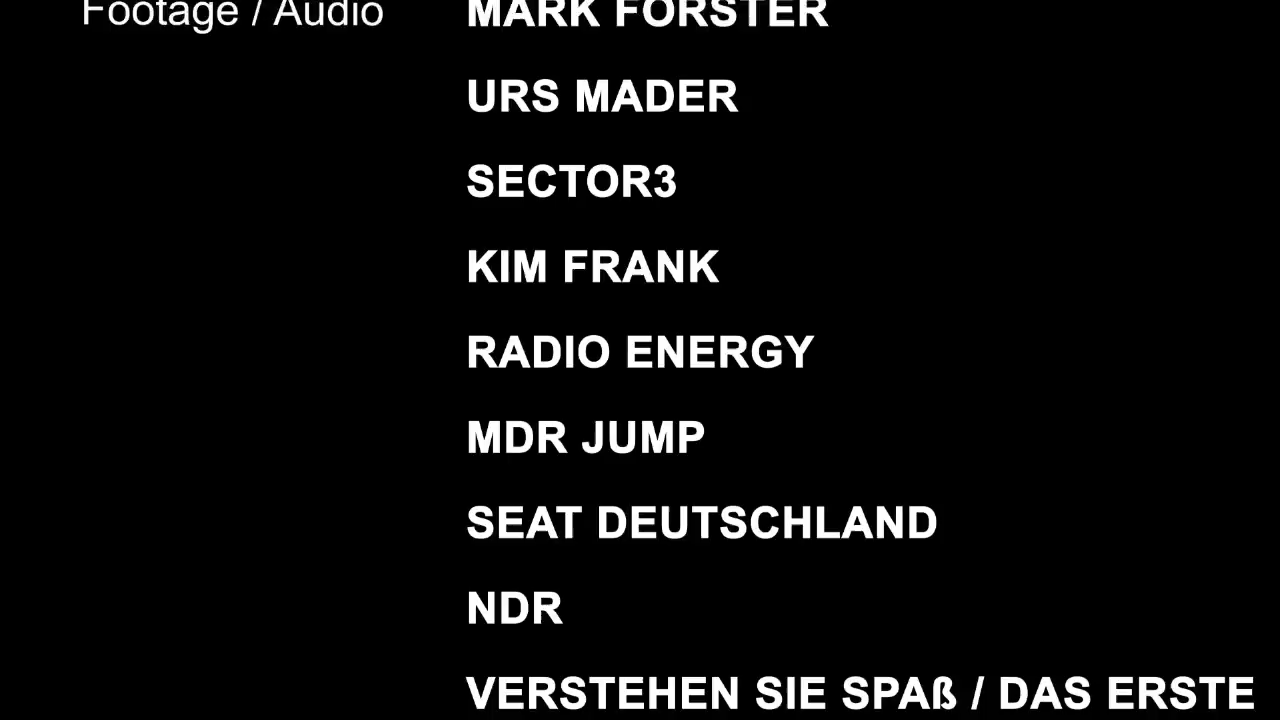 Footage / Audio MARK FORSTER
URS MADER
SECTOR3
KIM FRANK
RADIO ENERGY
MDR JUMP
SEAT DEUTSCHLAND
NDR
VERSTEHEN SIE SPAß / DAS ERSTE